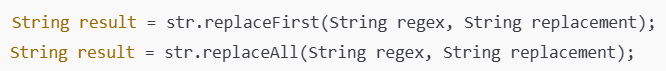 String result = str.replaceFirst(String regex, String replacement);
String result = str.replaceAll(String regex, String replacement);